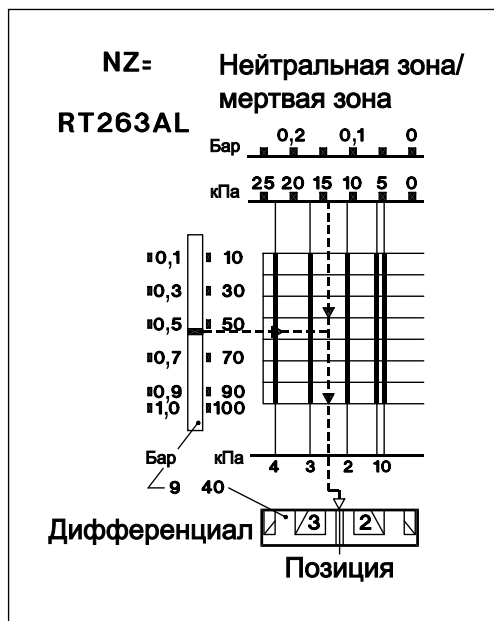 NZ=
Нейтральная зона/
мертвая зона
RT263AL
Бар 0,2 0,1 0
кПа 25 20 15 10 5 0
0,1 10
0,3 30
0,5 50
0,7 70
0,9 90
1,0 100
Бар кПа
4 3 2 10
9 40
Дифференциал 3 2
Позиция